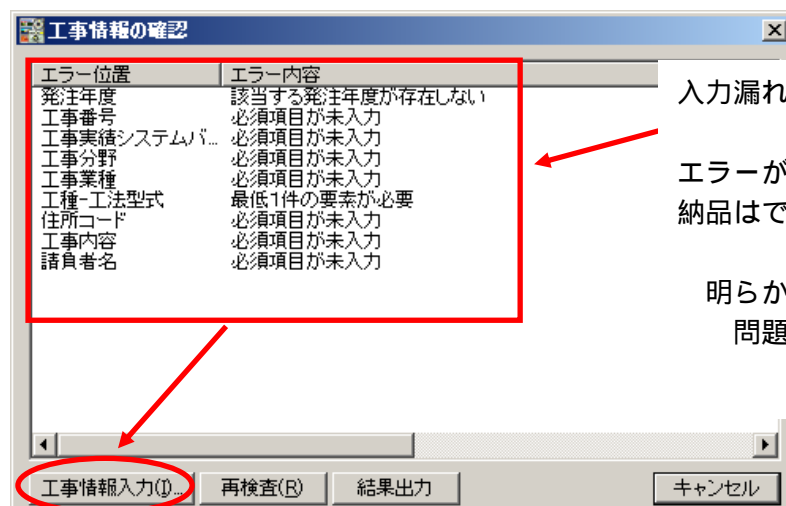 工事情報の確認
エラー位置 エラー内容
発注年度 該当する発注年度が存在しない
工事番号 必須項目が未入力
工事実績システムバ... 必須項目が未入力
工事分野 必須項目が未入力
工事業種 必須項目が未入力
工種-工法型式 最低1件の要素が必要
住所コード 必須項目が未入力
工事内容 必須項目が未入力
請負者名 必須項目が未入力
入力漏れ
エラーが
納品はで
明らか
問題
工事情報入力(I)... 再検査(R) 結果出力 キャンセル